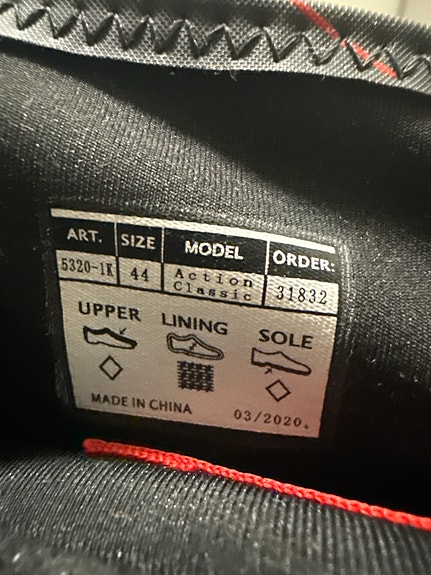 ART. SIZE MODEL ORDER:
5320-1K 44 Action Classic 31832
UPPER LINING SOLE
MADE IN CHINA 03/2020.